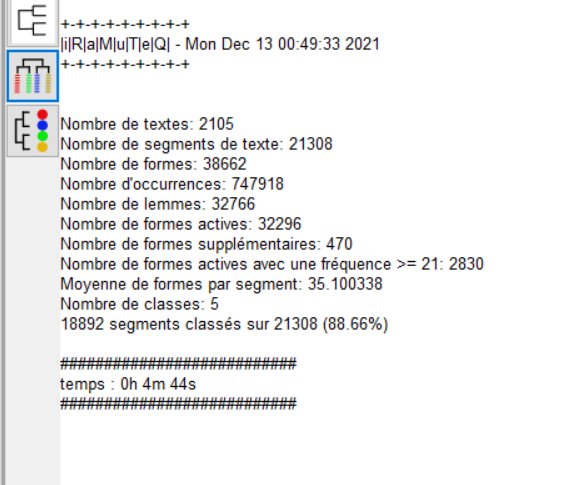 +-+-+-+-+-+-+-+-+
|i|R|a|M|u|T|e|Q| - Mon Dec 13 00:49:33 2021
+-+-+-+-+-+-+-+-+
Nombre de textes: 2105
Nombre de segments de texte: 21308
Nombre de formes: 38662
Nombre d'occurrences: 747918
Nombre de lemmes: 32766
Nombre de formes actives: 32296
Nombre de formes supplémentaires: 470
Nombre de formes actives avec une fréquence >= 21: 2830
Moyenne de formes par segment: 35.100338
Nombre de classes: 5
18892 segments classés sur 21308 (88.66%)
###########################
temps : 0h 4m 44s
###########################